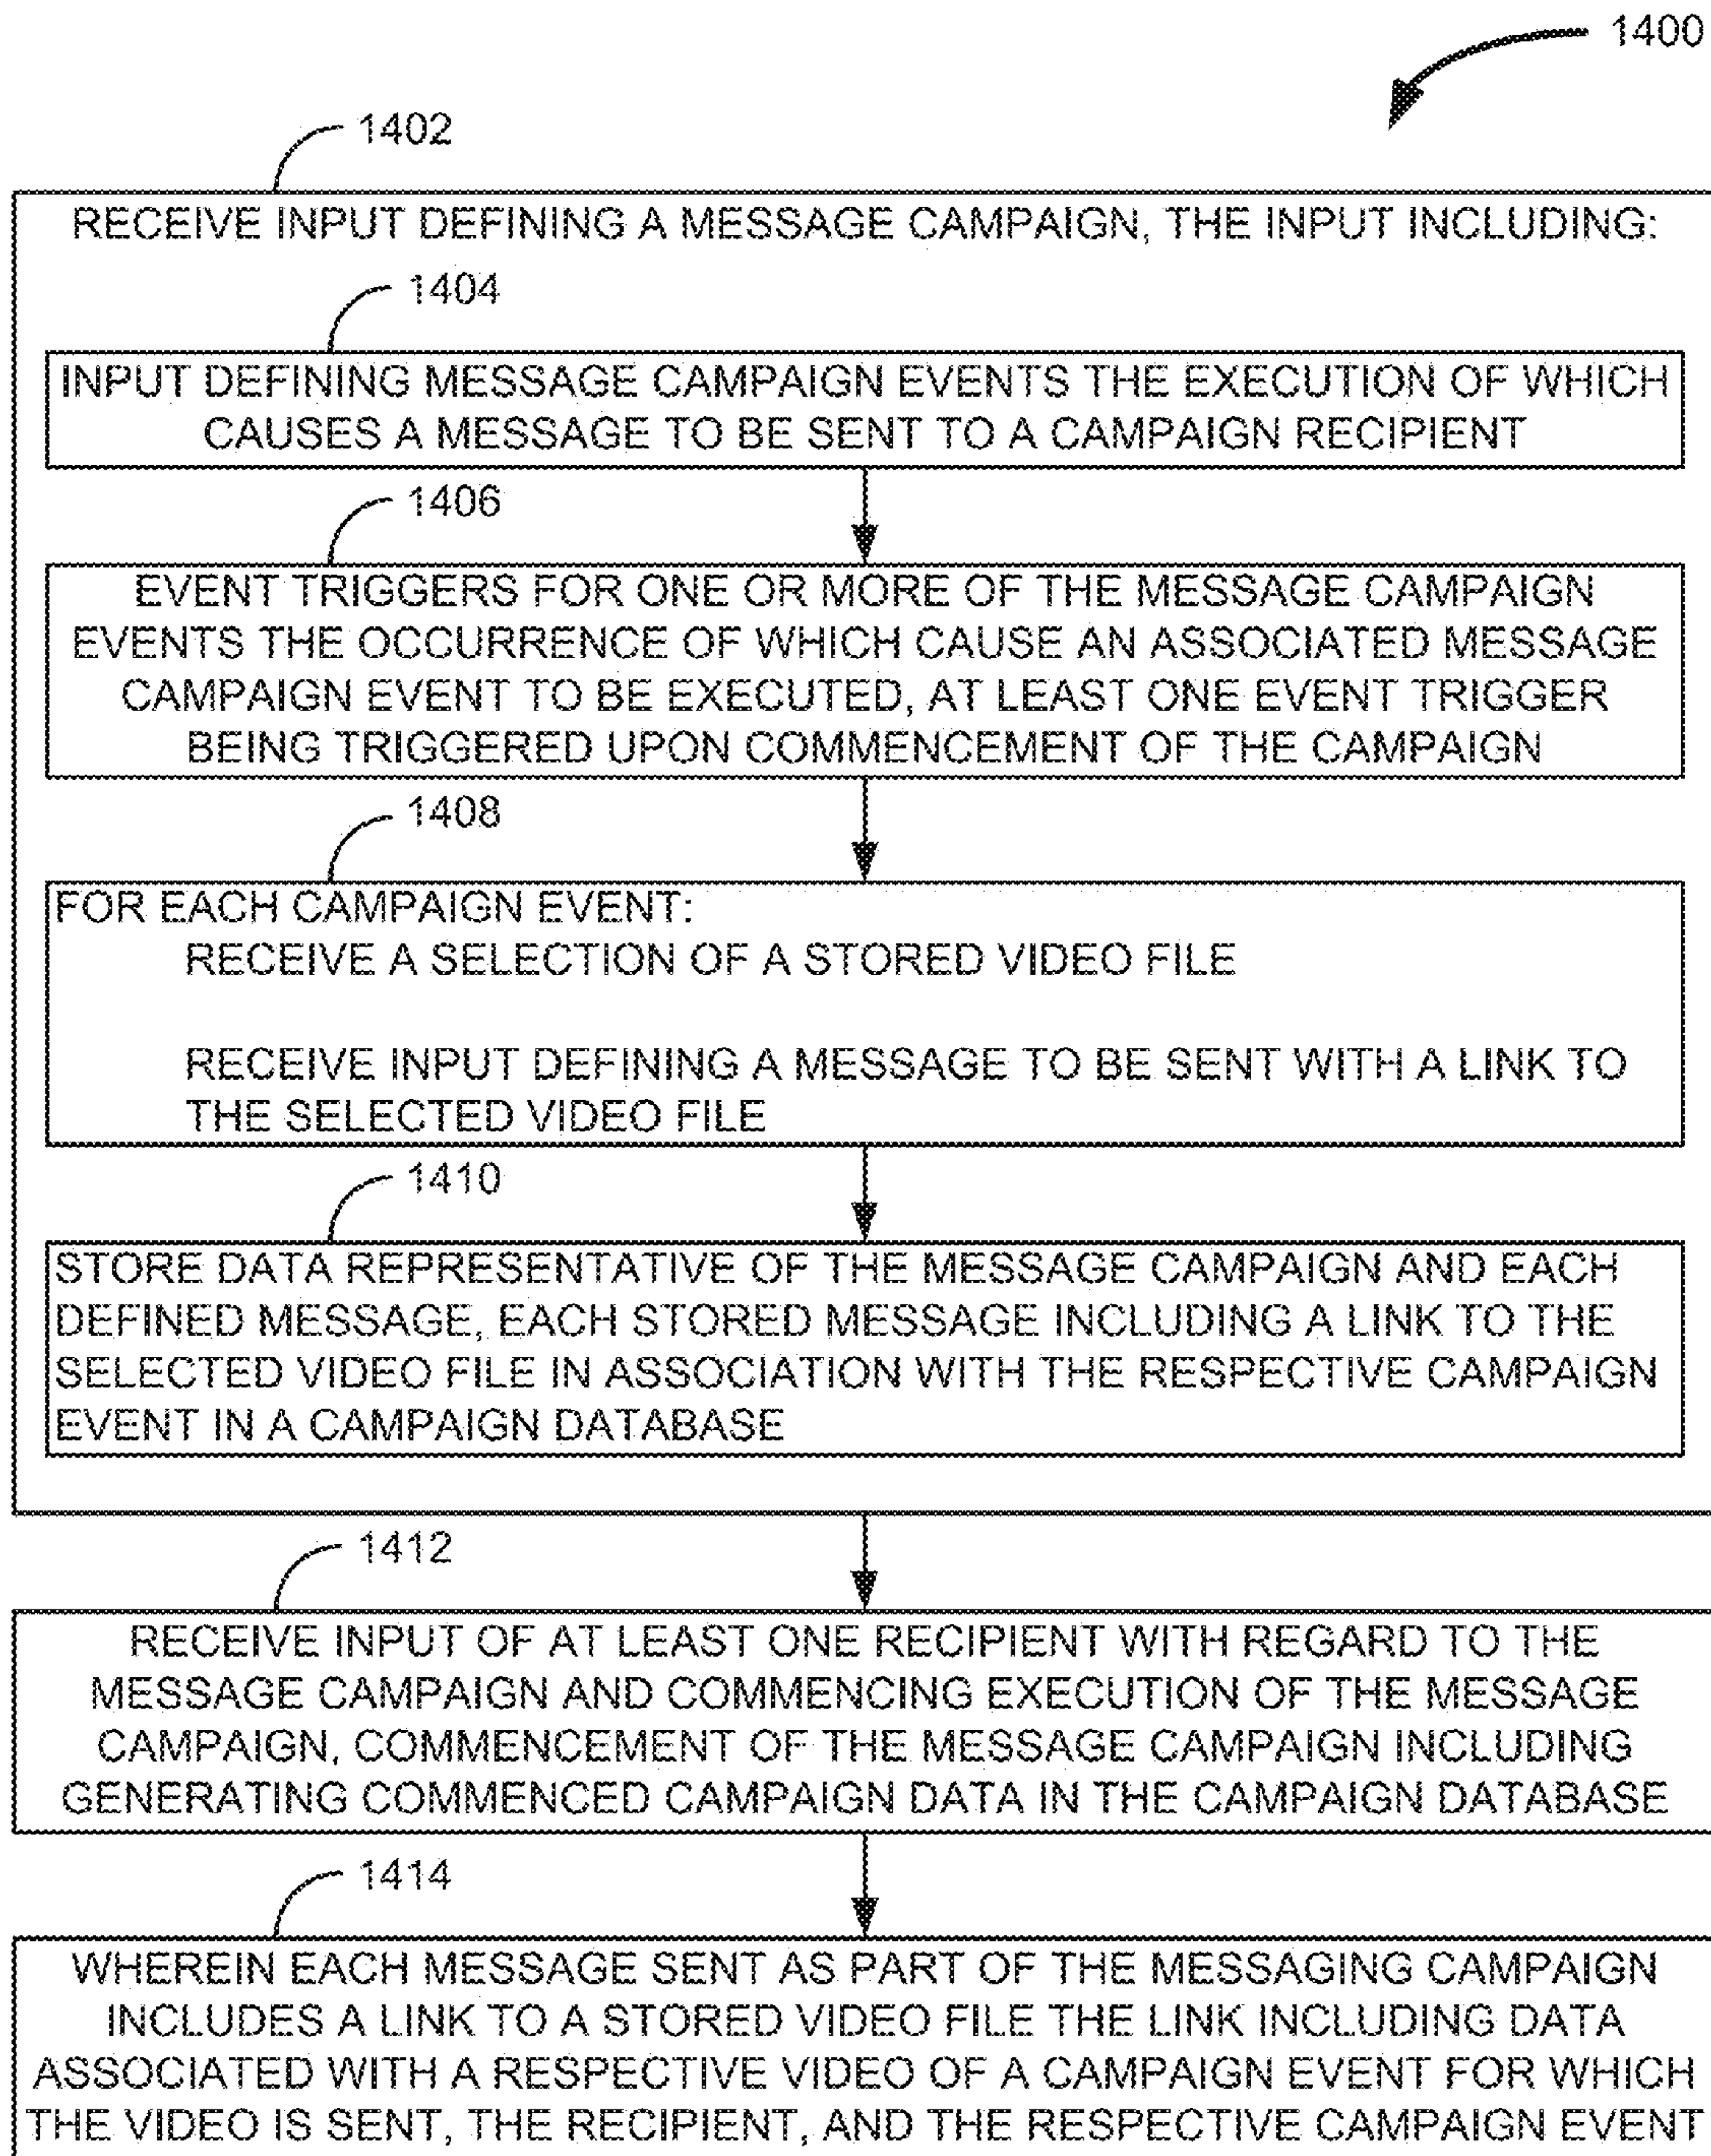 1400
1402
RECEIVE INPUT DEFINING A MESSAGE CAMPAIGN, THE INPUT INCLUDING:
1404
INPUT DEFINING MESSAGE CAMPAIGN EVENTS THE EXECUTION OF WHICH
CAUSES A MESSAGE TO BE SENT TO A CAMPAIGN RECIPIENT
1406
EVENT TRIGGERS FOR ONE OR MORE OF THE MESSAGE CAMPAIGN
EVENTS THE OCCURRENCE OF WHICH CAUSE AN ASSOCIATED MESSAGE
CAMPAIGN EVENT TO BE EXECUTED, AT LEAST ONE EVENT TRIGGER
BEING TRIGGERED UPON COMMENCEMENT OF THE CAMPAIGN
1408
FOR EACH CAMPAIGN EVENT:
RECEIVE A SELECTION OF A STORED VIDEO FILE
RECEIVE INPUT DEFINING A MESSAGE TO BE SENT WITH A LINK TO
THE SELECTED VIDEO FILE
1410
STORE DATA REPRESENTATIVE OF THE MESSAGE CAMPAIGN AND EACH
DEFINED MESSAGE, EACH STORED MESSAGE INCLUDING A LINK TO THE
SELECTED VIDEO FILE IN ASSOCIATION WITH THE RESPECTIVE CAMPAIGN
EVENT IN A CAMPAIGN DATABASE
1412
RECEIVE INPUT OF AT LEAST ONE RECIPIENT WITH REGARD TO THE
MESSAGE CAMPAIGN AND COMMENCING EXECUTION OF THE MESSAGE
CAMPAIGN, COMMENCEMENT OF THE MESSAGE CAMPAIGN INCLUDING
GENERATING COMMENCED CAMPAIGN DATA IN THE CAMPAIGN DATABASE
1414
WHEREIN EACH MESSAGE SENT AS PART OF THE MESSAGING CAMPAIGN
INCLUDES A LINK TO A STORED VIDEO FILE THE LINK INCLUDING DATA
ASSOCIATED WITH A RESPECTIVE VIDEO OF A CAMPAIGN EVENT FOR WHICH
THE VIDEO IS SENT, THE RECIPIENT, AND THE RESPECTIVE CAMPAIGN EVENT